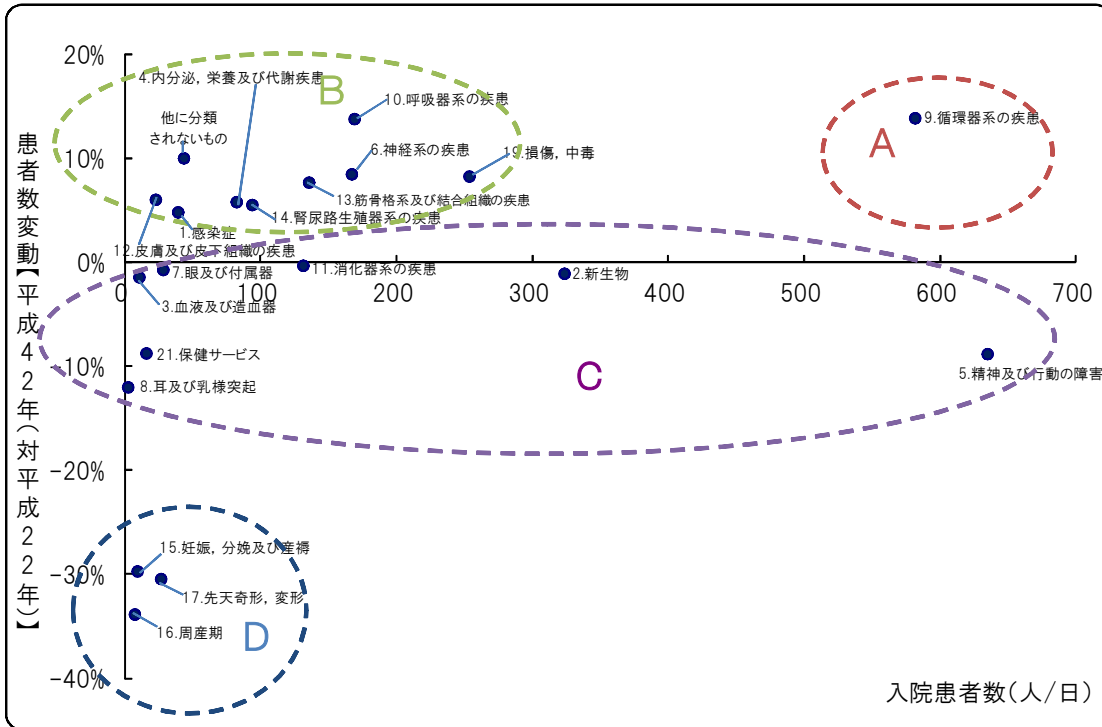 患者数変動【平成42年(対平成22年)】
20%
10%
0%
-10%
-20%
-30%
-40%
4.内分泌, 栄養及び代謝疾患
B
10.呼吸器系の疾患
他に分類
されないもの
6.神経系の疾患
19.損傷, 中毒
9.循環器系の疾患
A
13.筋骨格系及び結合組織の疾患
14.腎尿路生殖器系の疾患
1.感染症
12.皮膚及び皮下組織の疾患
7.眼及び付属器
11.消化器系の疾患
2.新生物
0 100 200 300 400 500 600 700
3.血液及び造血器
21.保健サービス
8.耳及び乳様突起
C
5.精神及び行動の障害
15.妊娠, 分娩及び産褥
17.先天奇形, 変形
16.周産期
D
入院患者数(人/日)